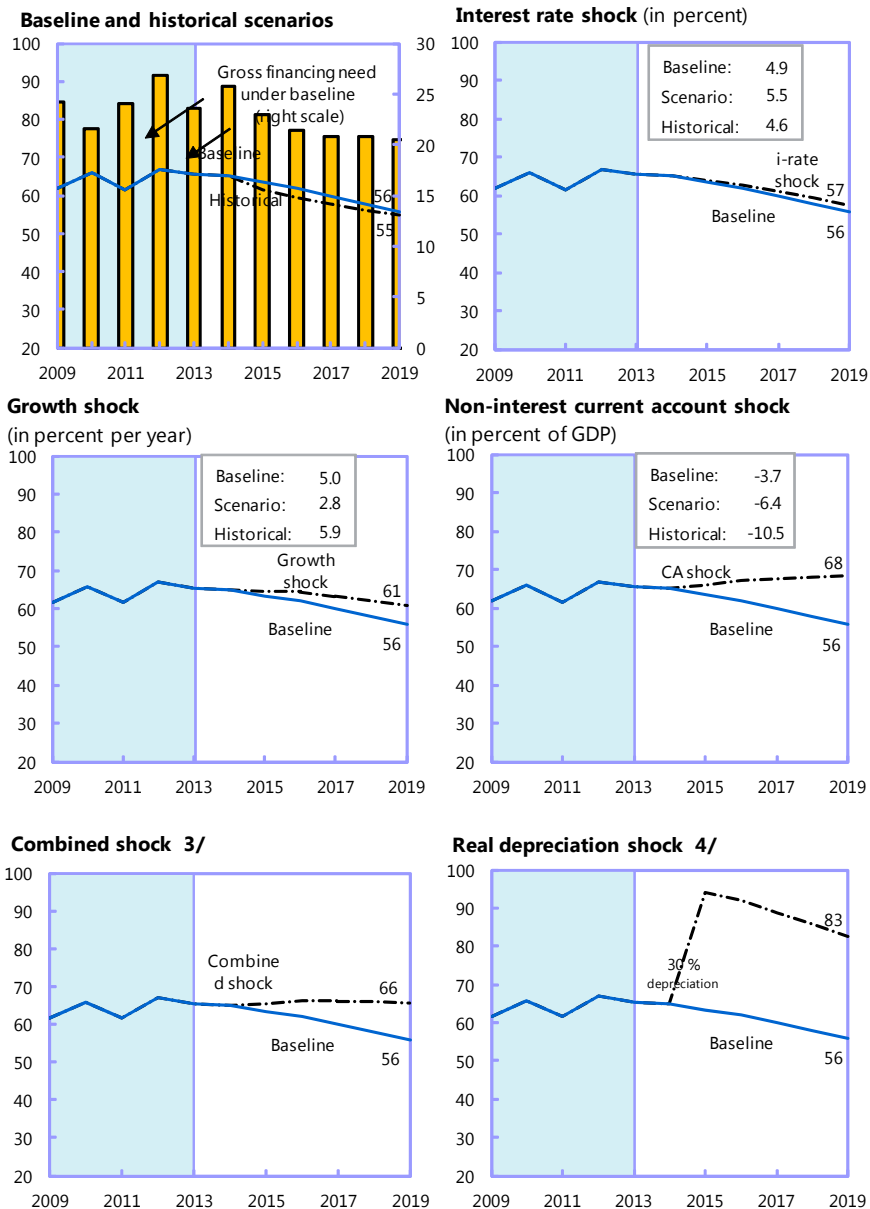 Baseline and historical scenarios
100
90
80
70
60
50
40
30
20
30
25
20
15
10
5
0
Gross financing need
under baseline
(right scale)
Baseline
Historical
56
55
2009 2011 2013 2015 2017 2019
Interest rate shock (in percent)
100
90
80
70
60
50
40
30
20
Baseline: 4.9
Scenario: 5.5
Historical: 4.6
i-rate
shock
57
Baseline
56
2009 2011 2013 2015 2017 2019
Growth shock
(in percent per year)
100
90
80
70
60
50
40
30
20
Baseline: 5.0
Scenario: 2.8
Historical: 5.9
Growth
shock
61
Baseline
56
2009 2011 2013 2015 2017 2019
Non-interest current account shock
(in percent of GDP)
100
90
80
70
60
50
40
30
20
Baseline: -3.7
Scenario: -6.4
Historical: -10.5
CA shock
68
Baseline
56
2009 2011 2013 2015 2017 2019
Combined shock 3/
100
90
80
70
60
50
40
30
20
Combine
d shock
66
Baseline
56
2009 2011 2013 2015 2017 2019
Real depreciation shock 4/
100
90
80
70
60
50
40
30
20
30 %
depreciation
83
Baseline
56
2009 2011 2013 2015 2017 2019